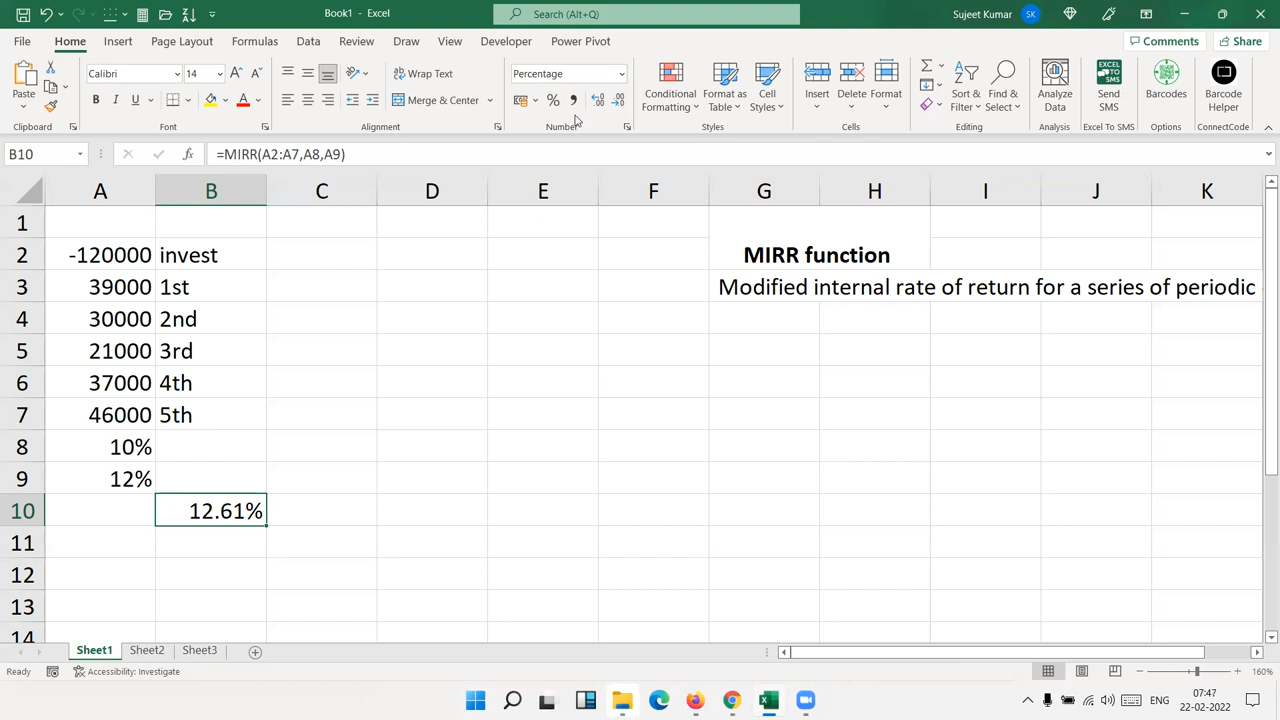 Book1 - Excel
Search (Alt+Q)
Sujeet Kumar
SK
File Home Insert Page Layout Formulas Data Review View Draw Developer Power Pivot
Comments
Share
Paste
Clipboard
Calibri
14
B I U
Font
Wrap Text
Merge & Center
Alignment
Percentage
Number
Conditional Formatting
Format as Table
Cell Styles
Styles
Insert
Delete
Format
Cells
Sort & Filter
Find & Select
Editing
Analyze Data
Analysis
Send SMS
Excel To SMS
Barcodes
Options
Barcode Helper
ConnectCode
B10
fx
=MIRR(A2:A7,A8,A9)
A B C D E F G H I J K
1
2 -120000 invest MIRR function
3 39000 1st Modified internal rate of return for a series of periodic
4 30000 2nd
5 21000 3rd
6 37000 4th
7 46000 5th
8 10%
9 12%
10 12.61%
11
12
13
14
Sheet1 Sheet2 Sheet3
Ready
Accessibility: Investigate
160%
ENG
07:47
22-02-2022